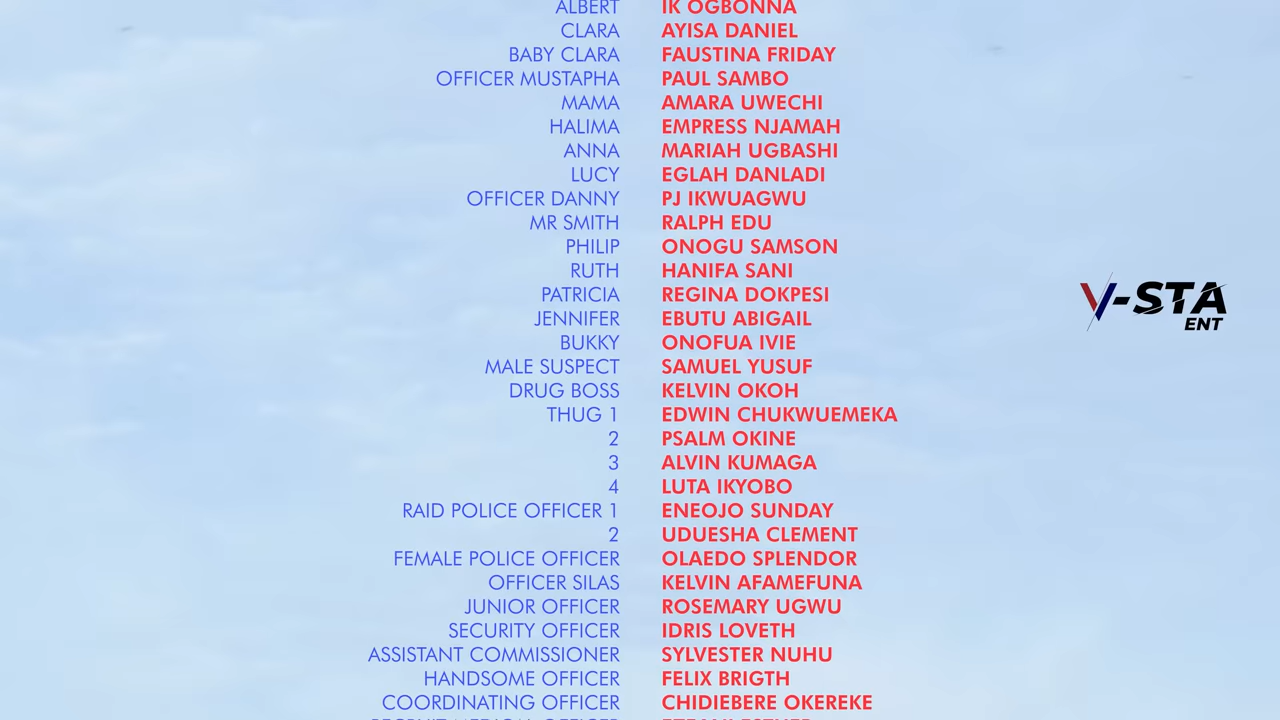 ALBERT IK OGBONNA
CLARA AYISA DANIEL
BABY CLARA FAUSTINA FRIDAY
OFFICER MUSTAPHA PAUL SAMBO
MAMA AMARA UWECHI
HALIMA EMPRESS NJAMAH
ANNA MARIAH UGBASHI
LUCY EGLAH DANLADI
OFFICER DANNY PJ IKWUAGWU
MR SMITH RALPH EDU
PHILIP ONOGU SAMSON
RUTH HANIFA SANI
PATRICIA REGINA DOKPESI
JENNIFER EBUTU ABIGAIL
BUKKY ONOFUA IVIE
MALE SUSPECT SAMUEL YUSUF
DRUG BOSS KELVIN OKOH
THUG 1 EDWIN CHUKWUEMEKA
2 PSALM OKINE
3 ALVIN KUMAGA
4 LUTA IKYOBO
RAID POLICE OFFICER 1 ENEOJO SUNDAY
2 UDUESHA CLEMENT
FEMALE POLICE OFFICER OLAEDO SPLENDOR
OFFICER SILAS KELVIN AFAMEFUNA
JUNIOR OFFICER ROSEMARY UGWU
SECURITY OFFICER IDRIS LOVETH
ASSISTANT COMMISSIONER SYLVESTER NUHU
HANDSOME OFFICER FELIX BRIGTH
COORDINATING OFFICER CHIDIEBERE OKEREKE
V-STA
ENT